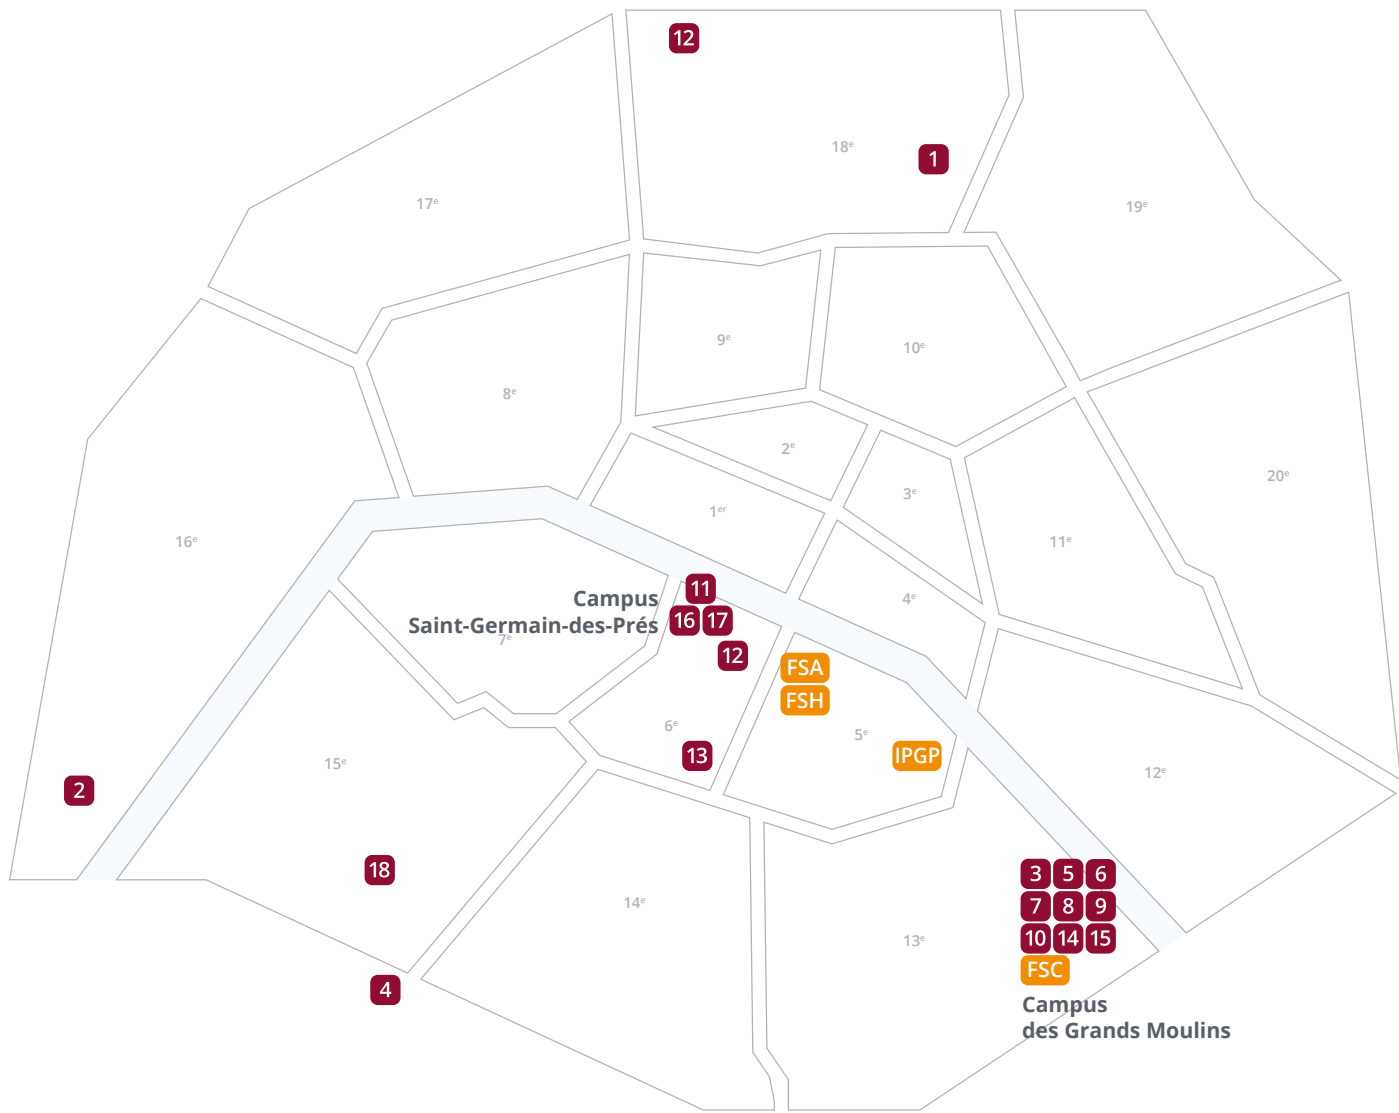 12
18e
1
17e
19e
9e
10e
8e
2e
20e
3e
1er
16e
11e
11
Campus
Saint-Germain-des-Prés
4e
16 17
7e
12
FSA
FSH
6e
5e
13
IPGP
15e
12e
2
18
3 5 6
14e
7 8 9
13e
10 14 15
FSC
4
Campus
des Grands Moulins